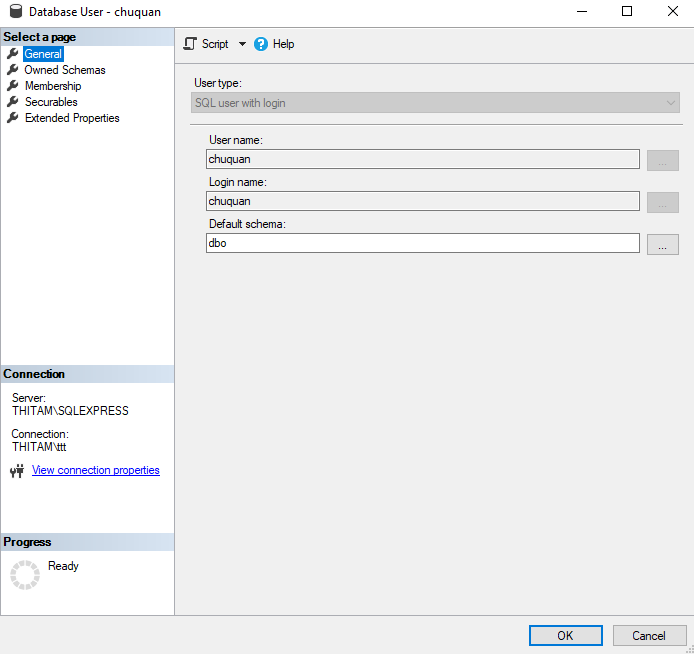 Database User - chuquan
Select a page
General
Owned Schemas
Membership
Securables
Extended Properties
Script
Help
User type:
SQL user with login
User name:
chuquan
...
Login name:
chuquan
...
Default schema:
dbo
...
Connection
Server:
THITAM\SQLEXPRESS
Connection:
THITAM\ttt
View connection properties
Progress
Ready
OK
Cancel